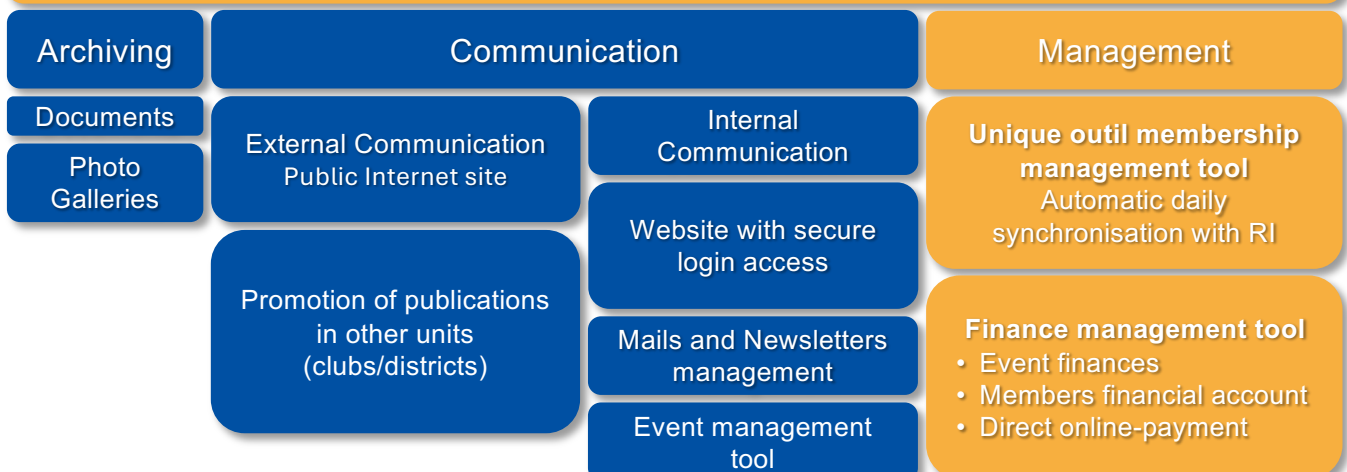 Archiving
Communication
Management
Documents
Photo
Galleries
External Communication
Public Internet site
Promotion of publications
in other units
(clubs/districts)
Internal
Communication
Website with secure
login access
Mails and Newsletters
management
Event management
tool
Unique outil membership
management tool
Automatic daily
synchronisation with RI
Finance management tool
• Event finances
• Members financial account
• Direct online-payment